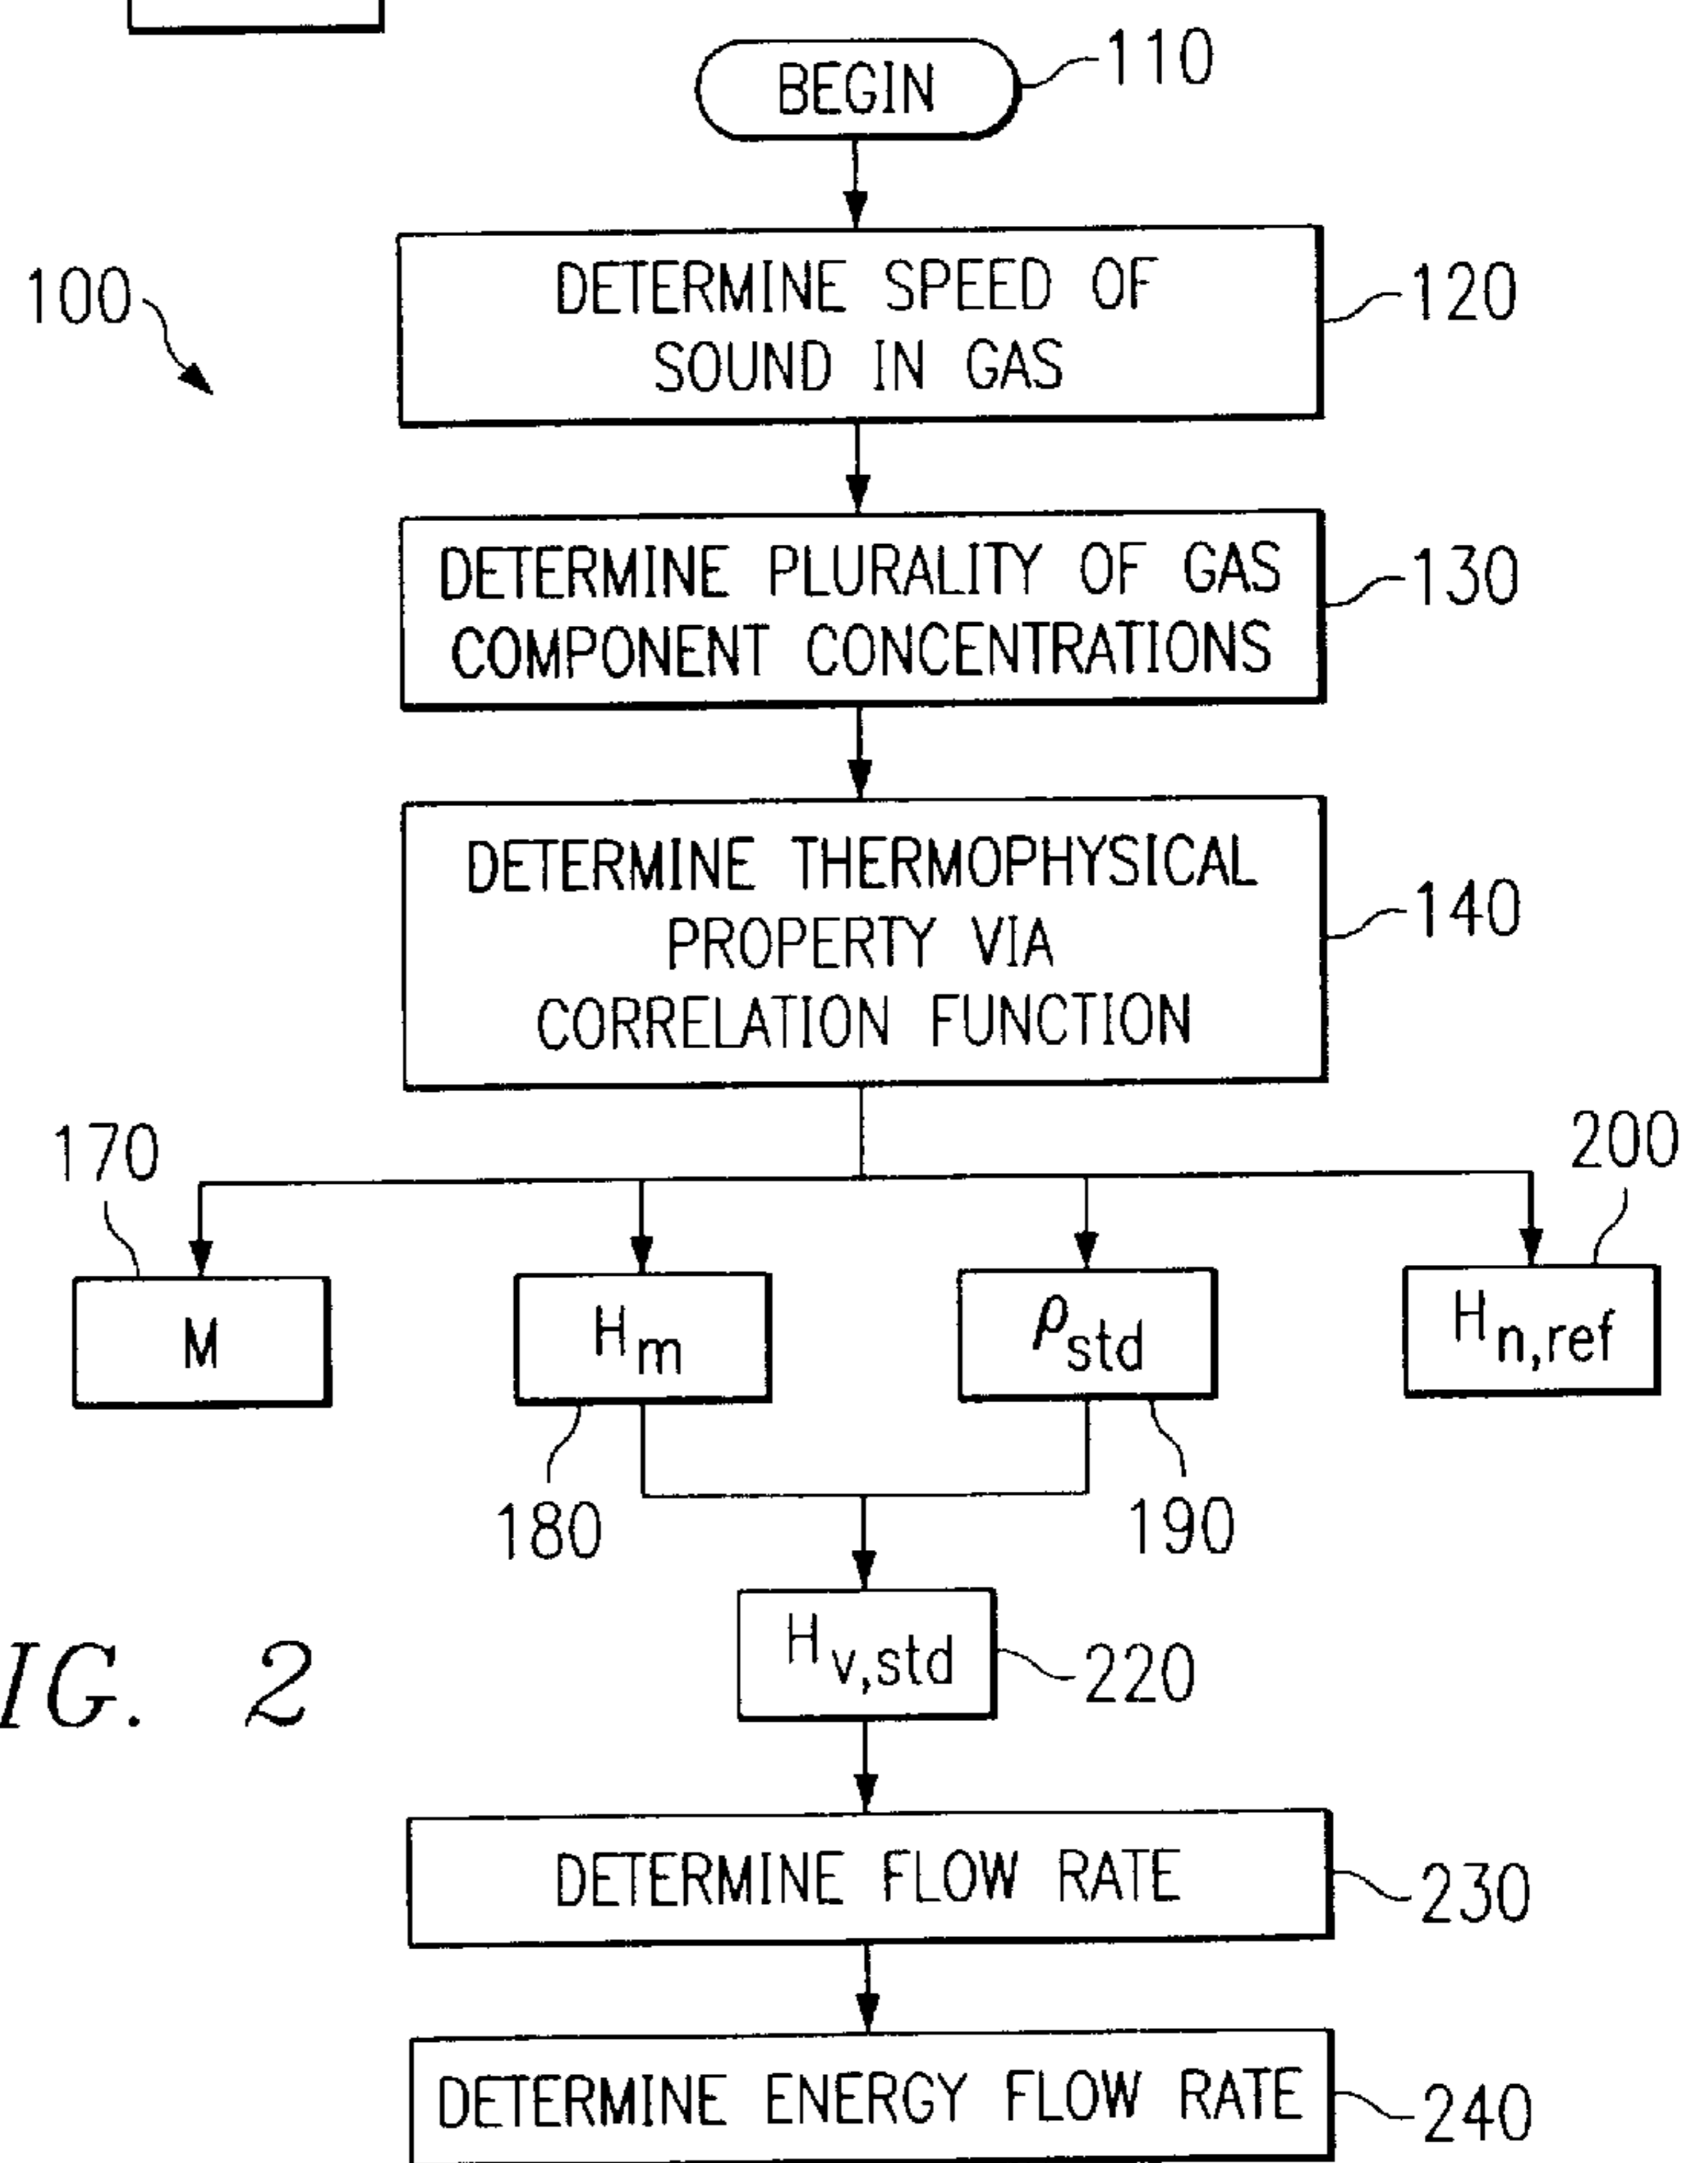 BEGIN
110
100
DETERMINE SPEED OF
SOUND IN GAS
120
DETERMINE PLURALITY OF GAS
COMPONENT CONCENTRATIONS
130
DETERMINE THERMOPHYSICAL
PROPERTY VIA
CORRELATION FUNCTION
140
170
200
M
Hm
ρstd
Hn,ref
180
190
Hv,std
220
IG. 2
DETERMINE FLOW RATE
230
DETERMINE ENERGY FLOW RATE
240